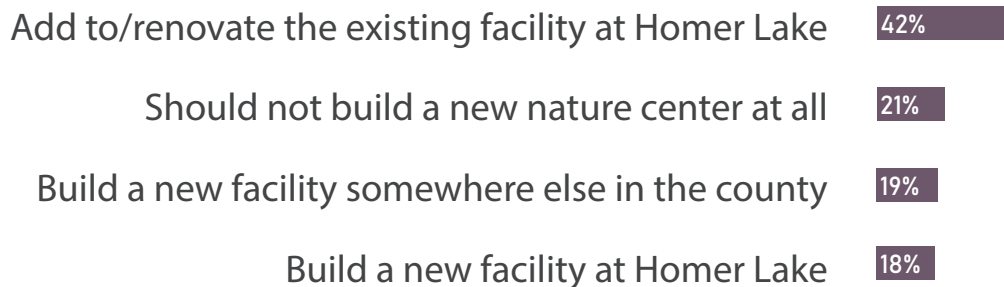 Add to/renovate the existing facility at Homer Lake 42%
Should not build a new nature center at all 21%
Build a new facility somewhere else in the county 19%
Build a new facility at Homer Lake 18%